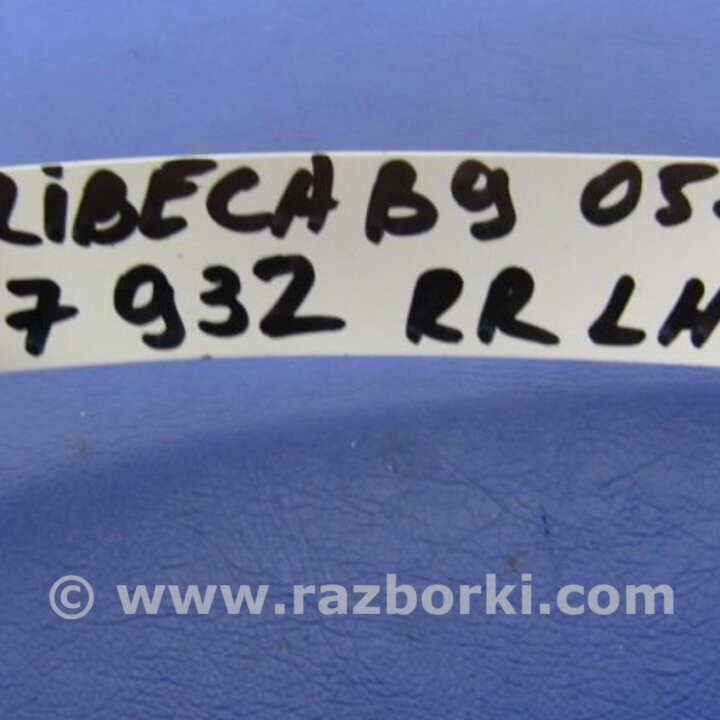 RIBECA B9 05-
7 932 RR LH
© www.razborki.com